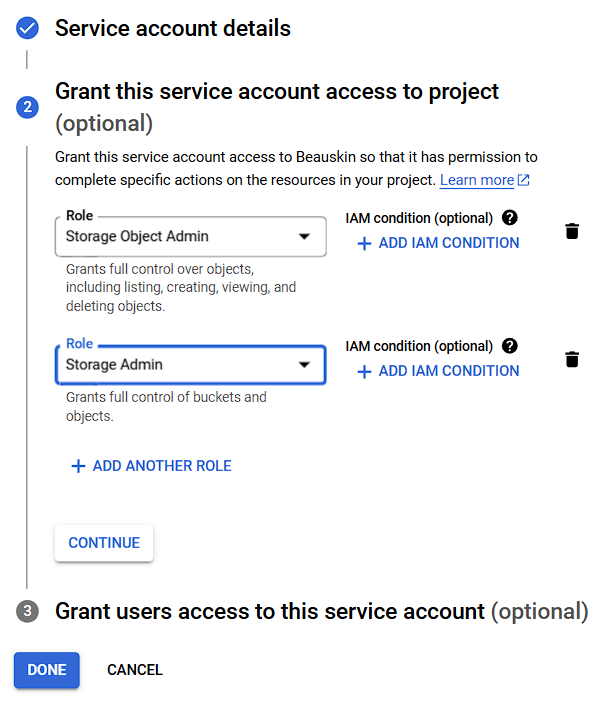 Service account details
2
Grant this service account access to project
(optional)
Grant this service account access to Beauskin so that it has permission to
complete specific actions on the resources in your project. Learn more
Role
Storage Object Admin
IAM condition (optional) ?
+ ADD IAM CONDITION
Grants full control over objects,
including listing, creating, viewing, and
deleting objects.
Role
Storage Admin
IAM condition (optional) ?
+ ADD IAM CONDITION
Grants full control of buckets and
objects.
+ ADD ANOTHER ROLE
CONTINUE
3 Grant users access to this service account (optional)
DONE CANCEL